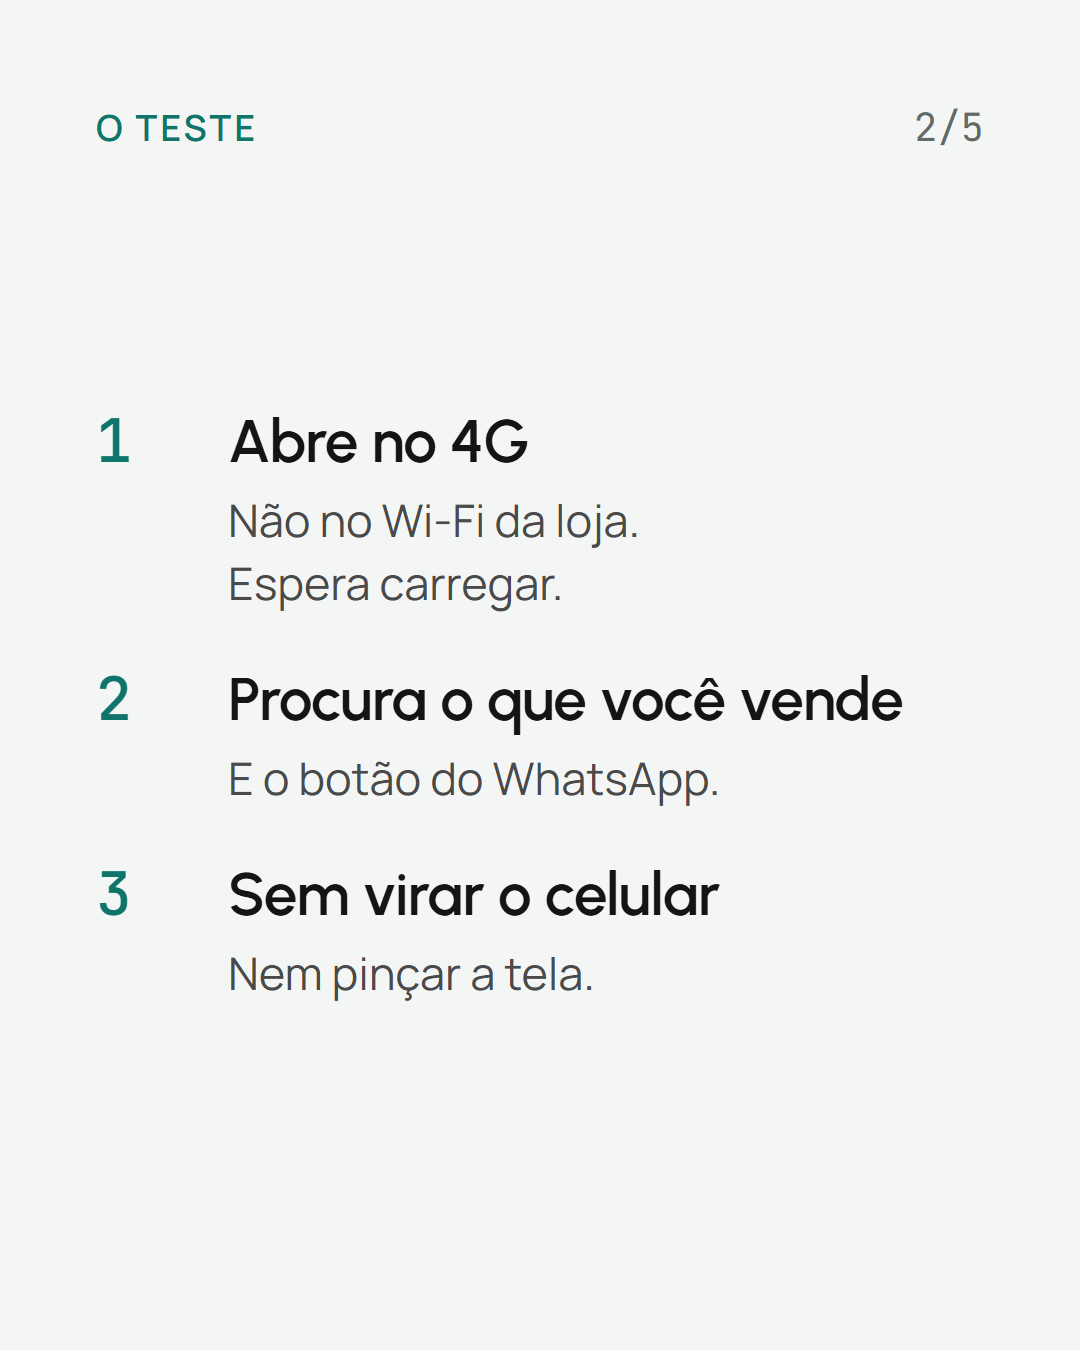 O TESTE
2/5
1
Abre no 4G
Não no Wi-Fi da loja.
Espera carregar.
2
Procura o que você vende
E o botão do WhatsApp.
3
Sem virar o celular
Nem pinçar a tela.